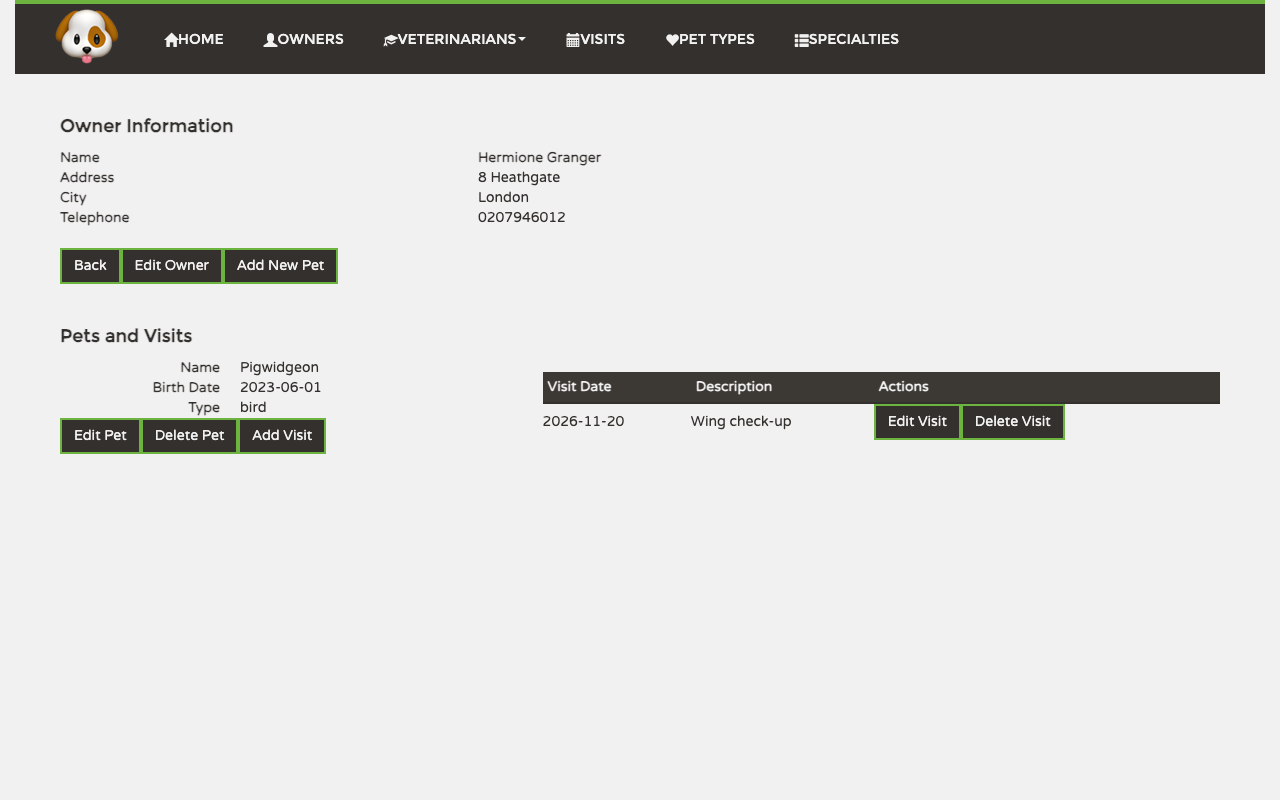 HOME OWNERS VETERINARIANS VISITS PET TYPES SPECIALTIES
Owner Information
Name Hermione Granger
Address 8 Heathgate
City London
Telephone 0207946012
Back Edit Owner Add New Pet
Pets and Visits
Name Pigwidgeon
Birth Date 2023-06-01
Type bird
Edit Pet Delete Pet Add Visit
Visit Date Description Actions
2026-11-20 Wing check-up Edit Visit Delete Visit